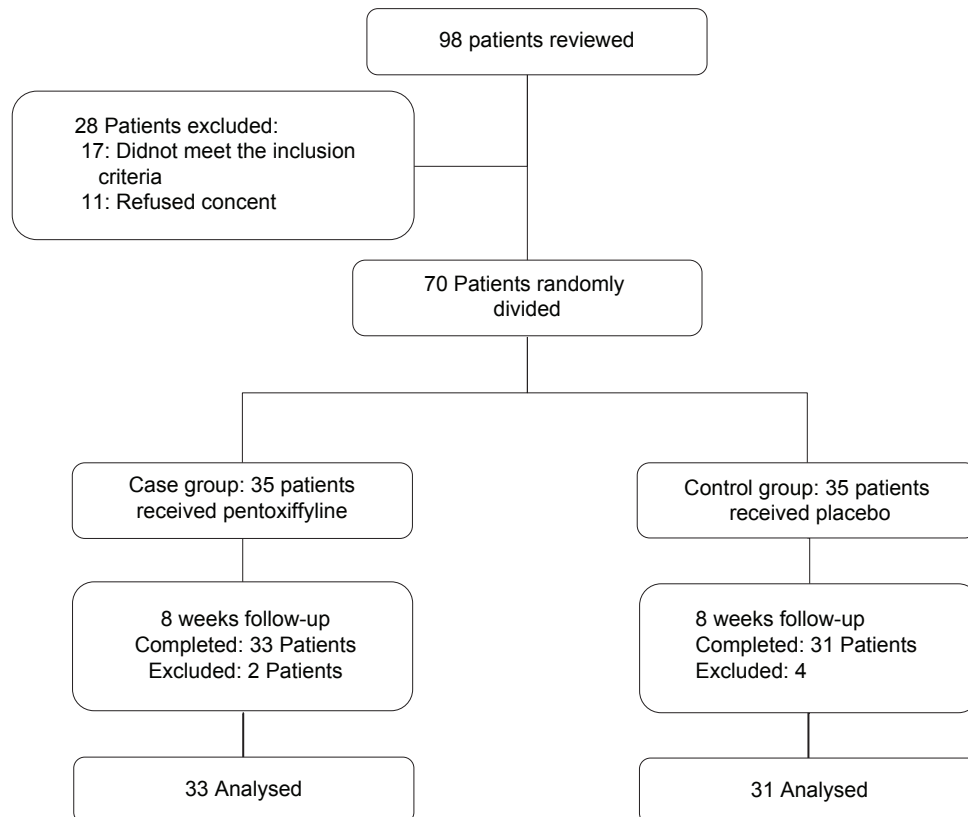 98 patients reviewed
28 Patients excluded:
17: Didnot meet the inclusion
criteria
11: Refused concent
70 Patients randomly
divided
Case group: 35 patients
received pentoxiffyline
Control group: 35 patients
received placebo
8 weeks follow-up
Completed: 33 Patients
Excluded: 2 Patients
8 weeks follow-up
Completed: 31 Patients
Excluded: 4
33 Analysed
31 Analysed